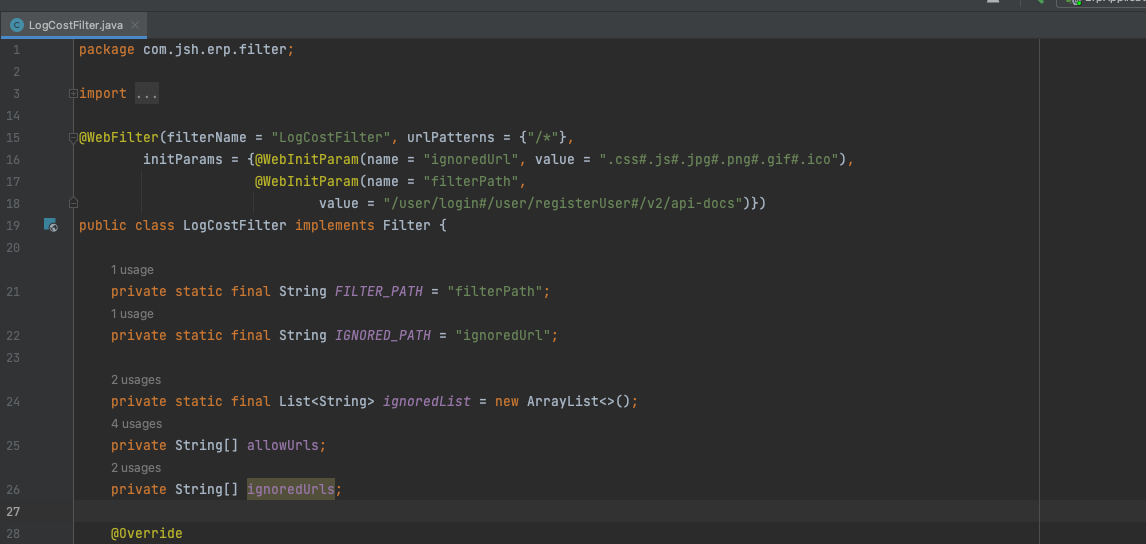 LogCostFilter.java
1 package com.jsh.erp.filter;
2
3 import ...
14
15 @WebFilter(filterName = "LogCostFilter", urlPatterns = {"/*"},
16 initParams = {@WebInitParam(name = "ignoredUrl", value = ".css#.js#.jpg#.png#.gif#.ico"),
17 @WebInitParam(name = "filterPath",
18 value = "/user/login#/user/registerUser#/v2/api-docs")})
19 public class LogCostFilter implements Filter {
20
1 usage
21 private static final String FILTER_PATH = "filterPath";
1 usage
22 private static final String IGNORED_PATH = "ignoredUrl";
23
2 usages
24 private static final List<String> ignoredList = new ArrayList<>();
4 usages
25 private String[] allowUrls;
2 usages
26 private String[] ignoredUrls;
27
28 @Override